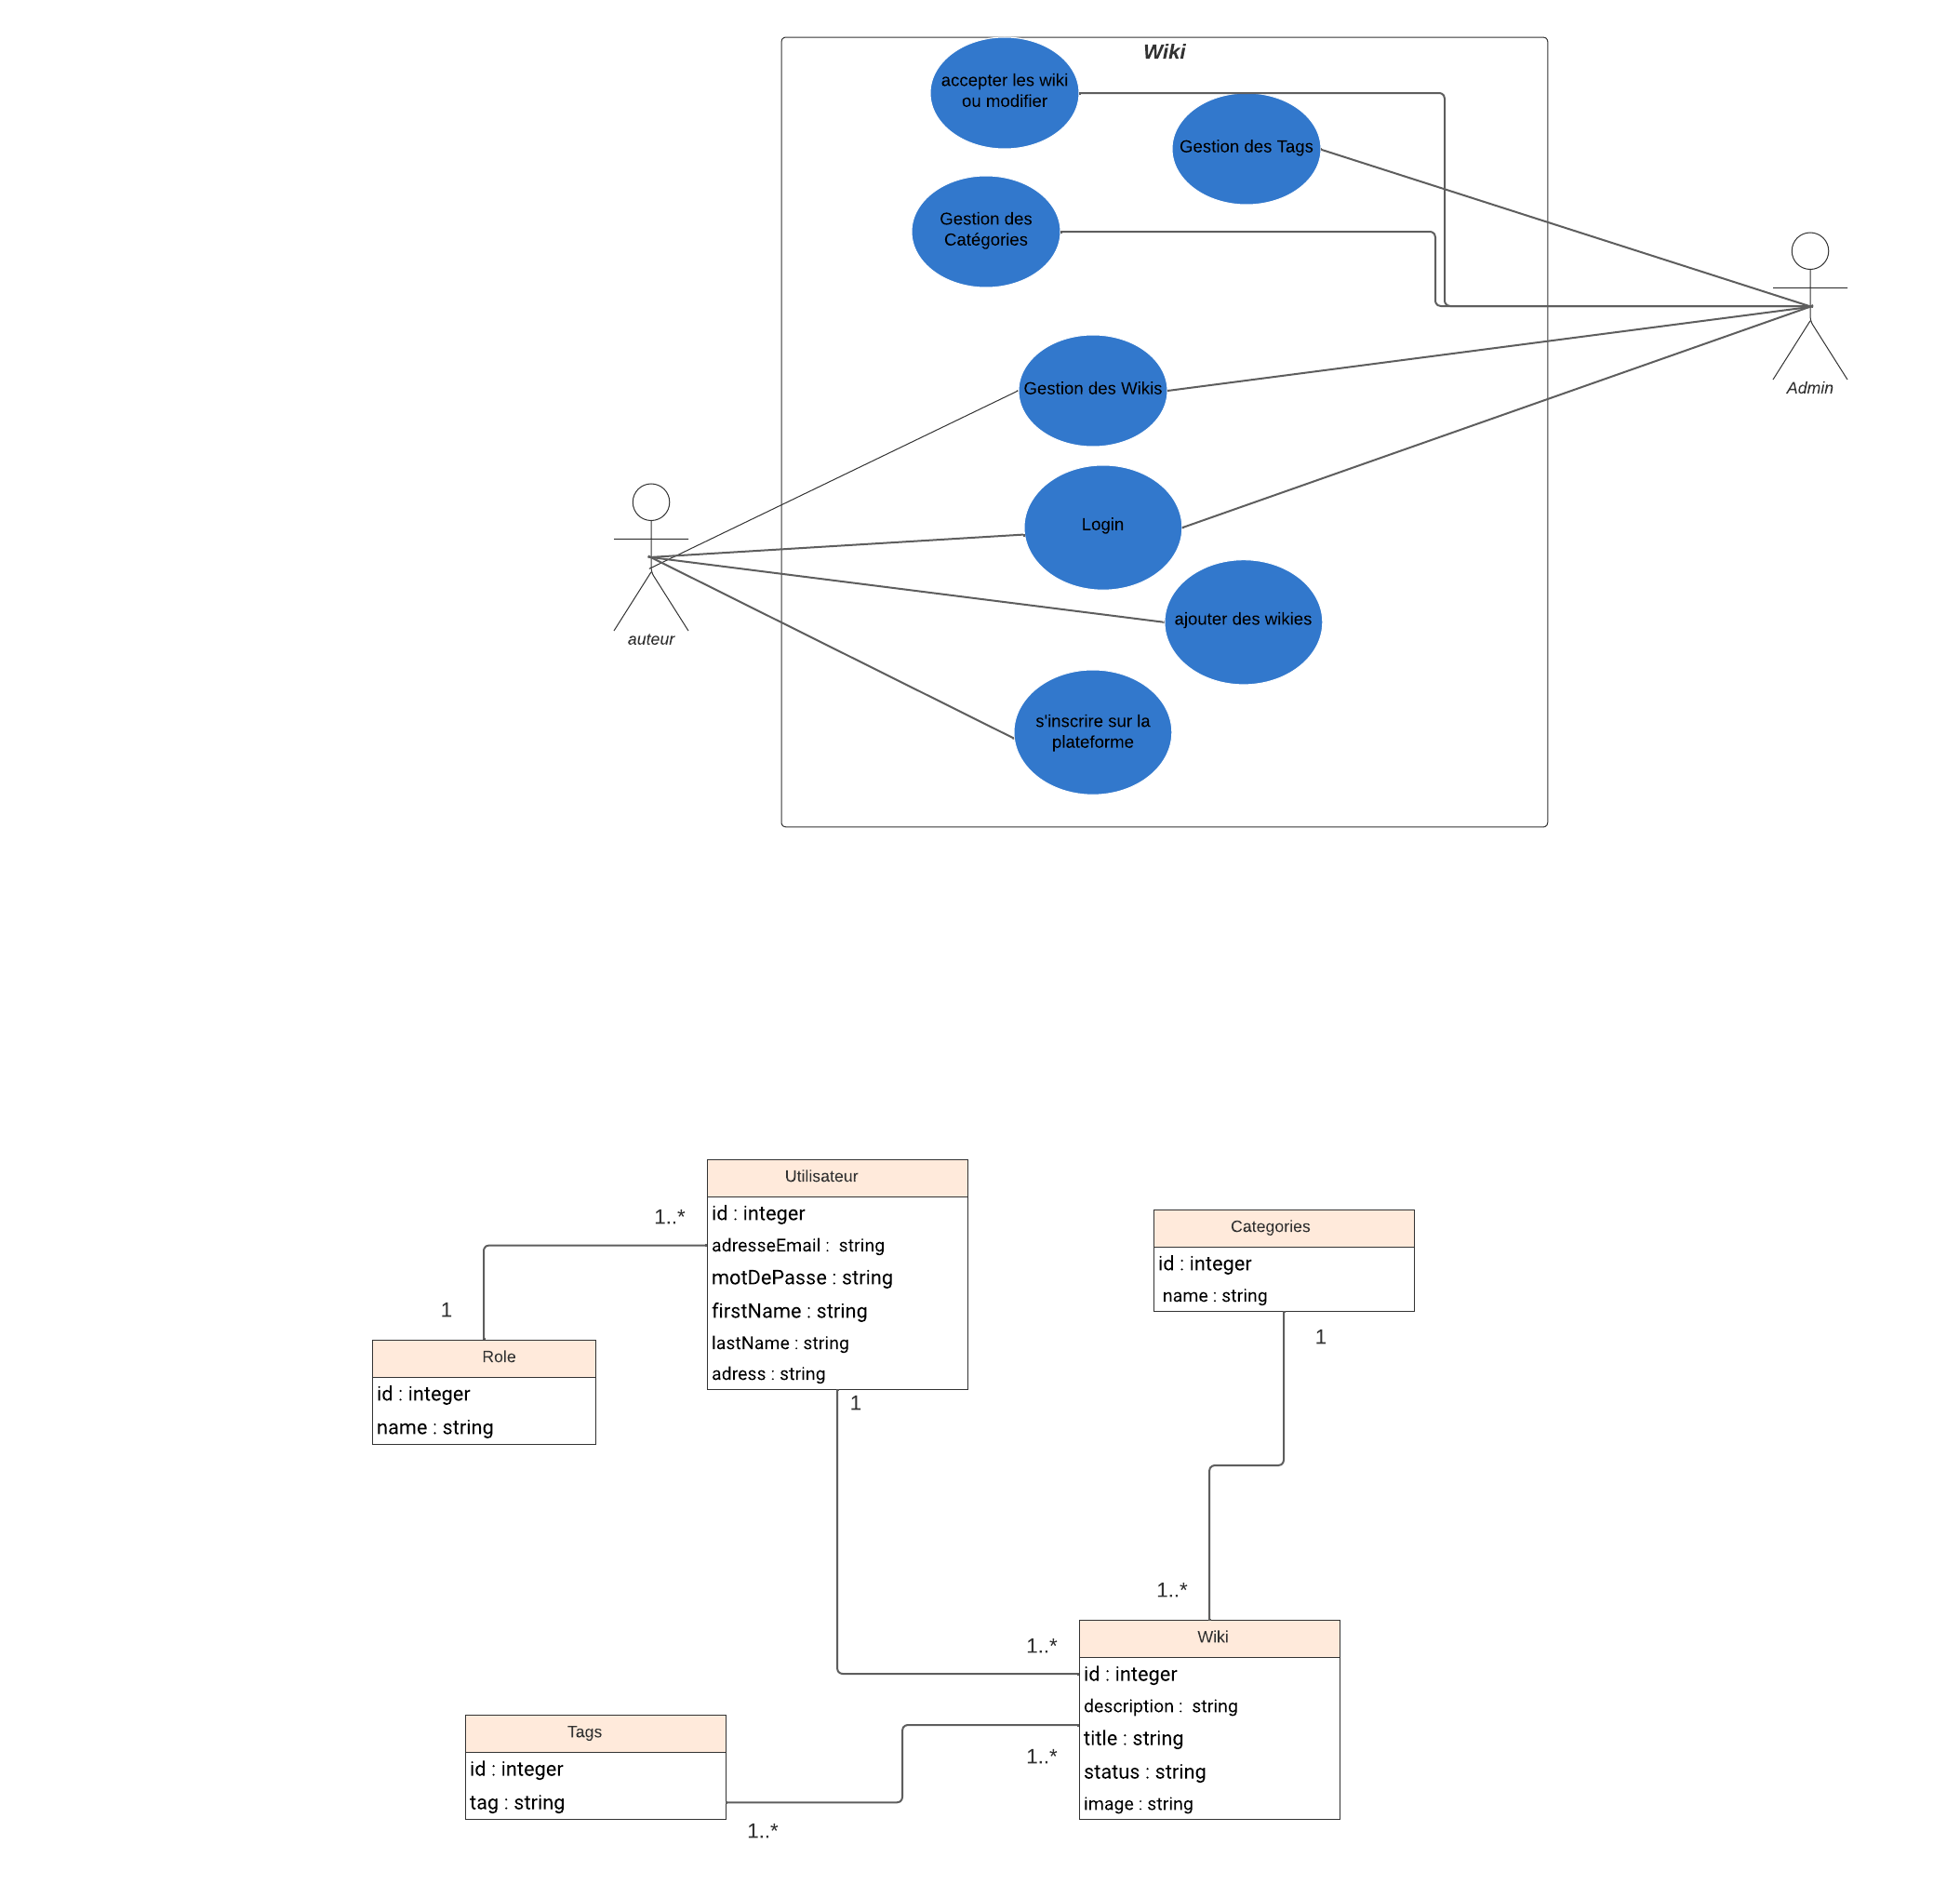 Wiki
accepter les wiki
ou modifier
Gestion des Tags
Gestion des
Catégories
Gestion des Wikis
Admin
Login
auteur
ajouter des wikies
s'inscrire sur la
plateforme
Utilisateur
id : integer
adresseEmail :  string
motDePasse : string
firstName : string
lastName : string
adress : string
1..*
1
Role
id : integer
name : string
1
Categories
id : integer
name : string
1
1..*
1..*
Wiki
id : integer
description :  string
title : string
status : string
image : string
1..*
Tags
id : integer
tag : string
1..*